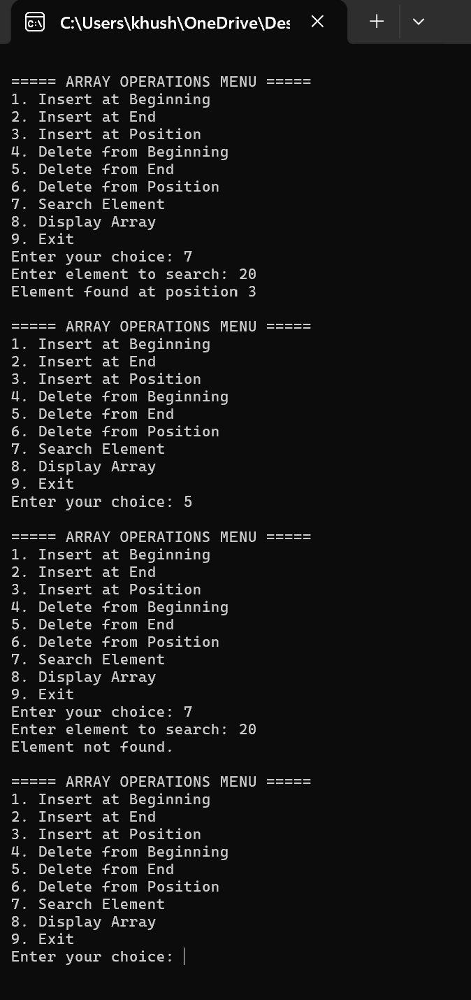 C:\Users\khush\OneDrive\Des
===== ARRAY OPERATIONS MENU =====
1. Insert at Beginning
2. Insert at End
3. Insert at Position
4. Delete from Beginning
5. Delete from End
6. Delete from Position
7. Search Element
8. Display Array
9. Exit
Enter your choice: 7
Enter element to search: 20
Element found at position 3
===== ARRAY OPERATIONS MENU =====
1. Insert at Beginning
2. Insert at End
3. Insert at Position
4. Delete from Beginning
5. Delete from End
6. Delete from Position
7. Search Element
8. Display Array
9. Exit
Enter your choice: 5
===== ARRAY OPERATIONS MENU =====
1. Insert at Beginning
2. Insert at End
3. Insert at Position
4. Delete from Beginning
5. Delete from End
6. Delete from Position
7. Search Element
8. Display Array
9. Exit
Enter your choice: 7
Enter element to search: 20
Element not found.
===== ARRAY OPERATIONS MENU =====
1. Insert at Beginning
2. Insert at End
3. Insert at Position
4. Delete from Beginning
5. Delete from End
6. Delete from Position
7. Search Element
8. Display Array
9. Exit
Enter your choice: